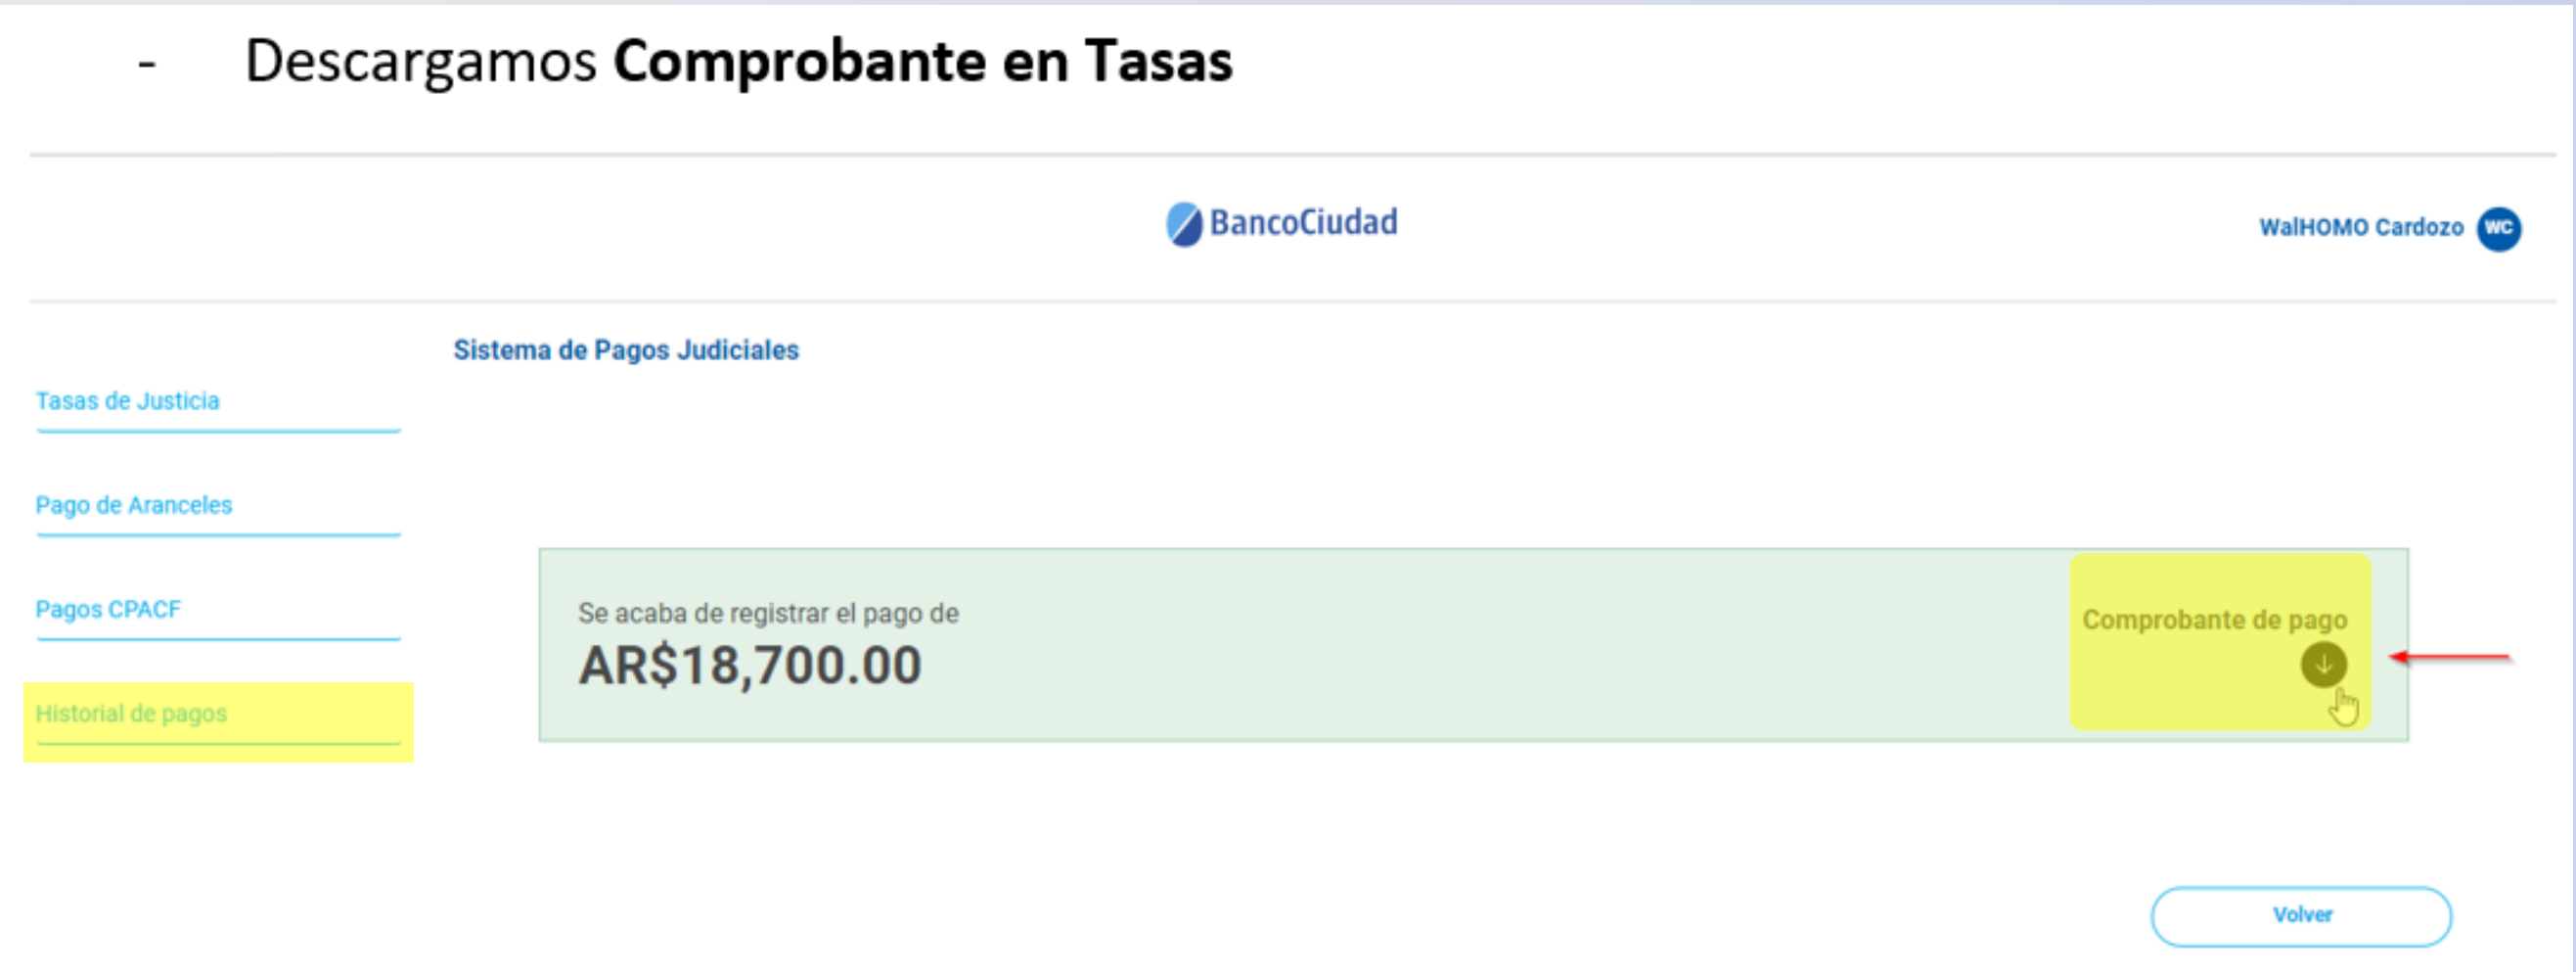 - Descargamos Comprobante en Tasas
BancoCiudad
WalHOMO Cardozo WC
Sistema de Pagos Judiciales
Tasas de Justicia
Pago de Aranceles
Pagos CPACF
Historial de pagos
Se acaba de registrar el pago de
AR$18,700.00
Comprobante de pago
Volver